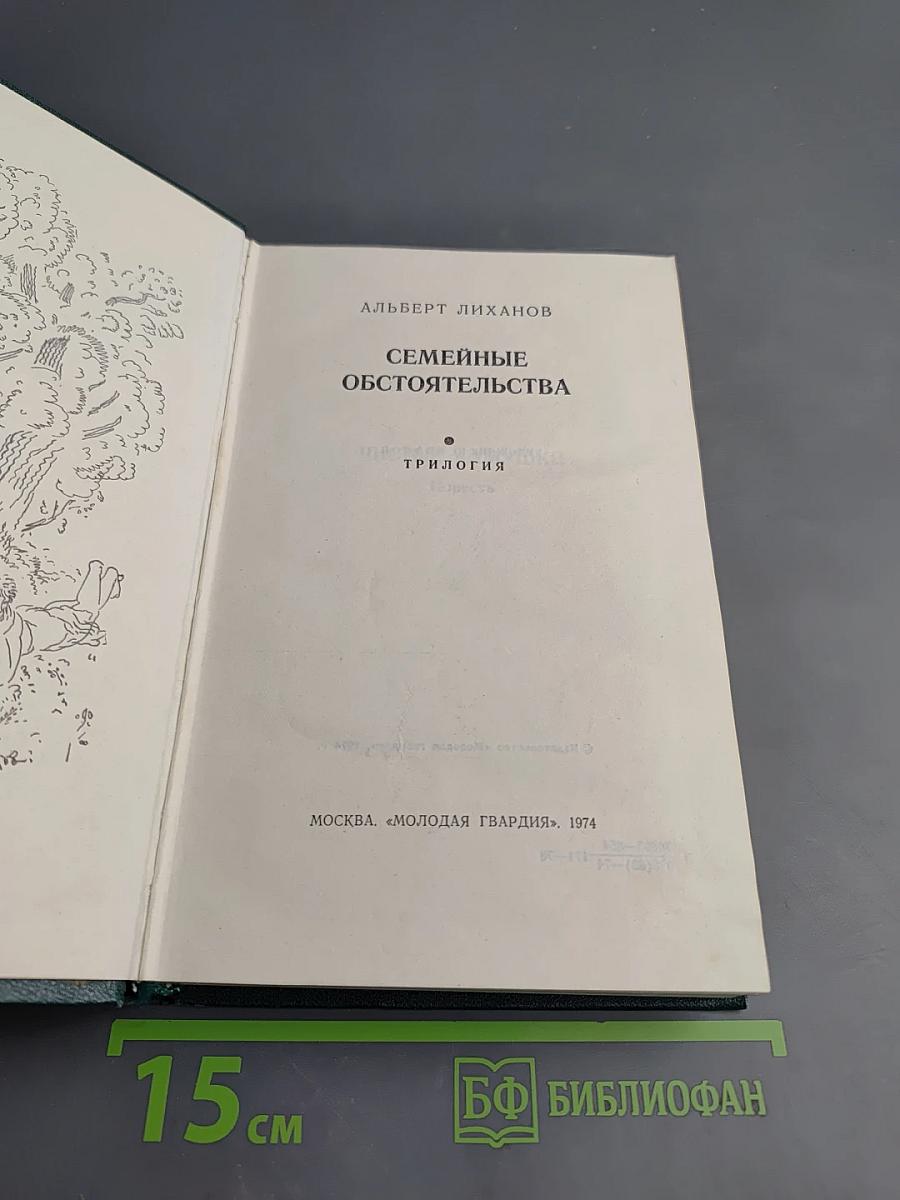 АЛЬБЕРТ ЛИХАНОВ
СЕМЕЙНЫЕ
ОБСТОЯТЕЛЬСТВА
ТРИЛОГИЯ
МОСКВА. «МОЛОДАЯ ГВАРДИЯ». 1974
15 см
БФ БИБЛИОФАН